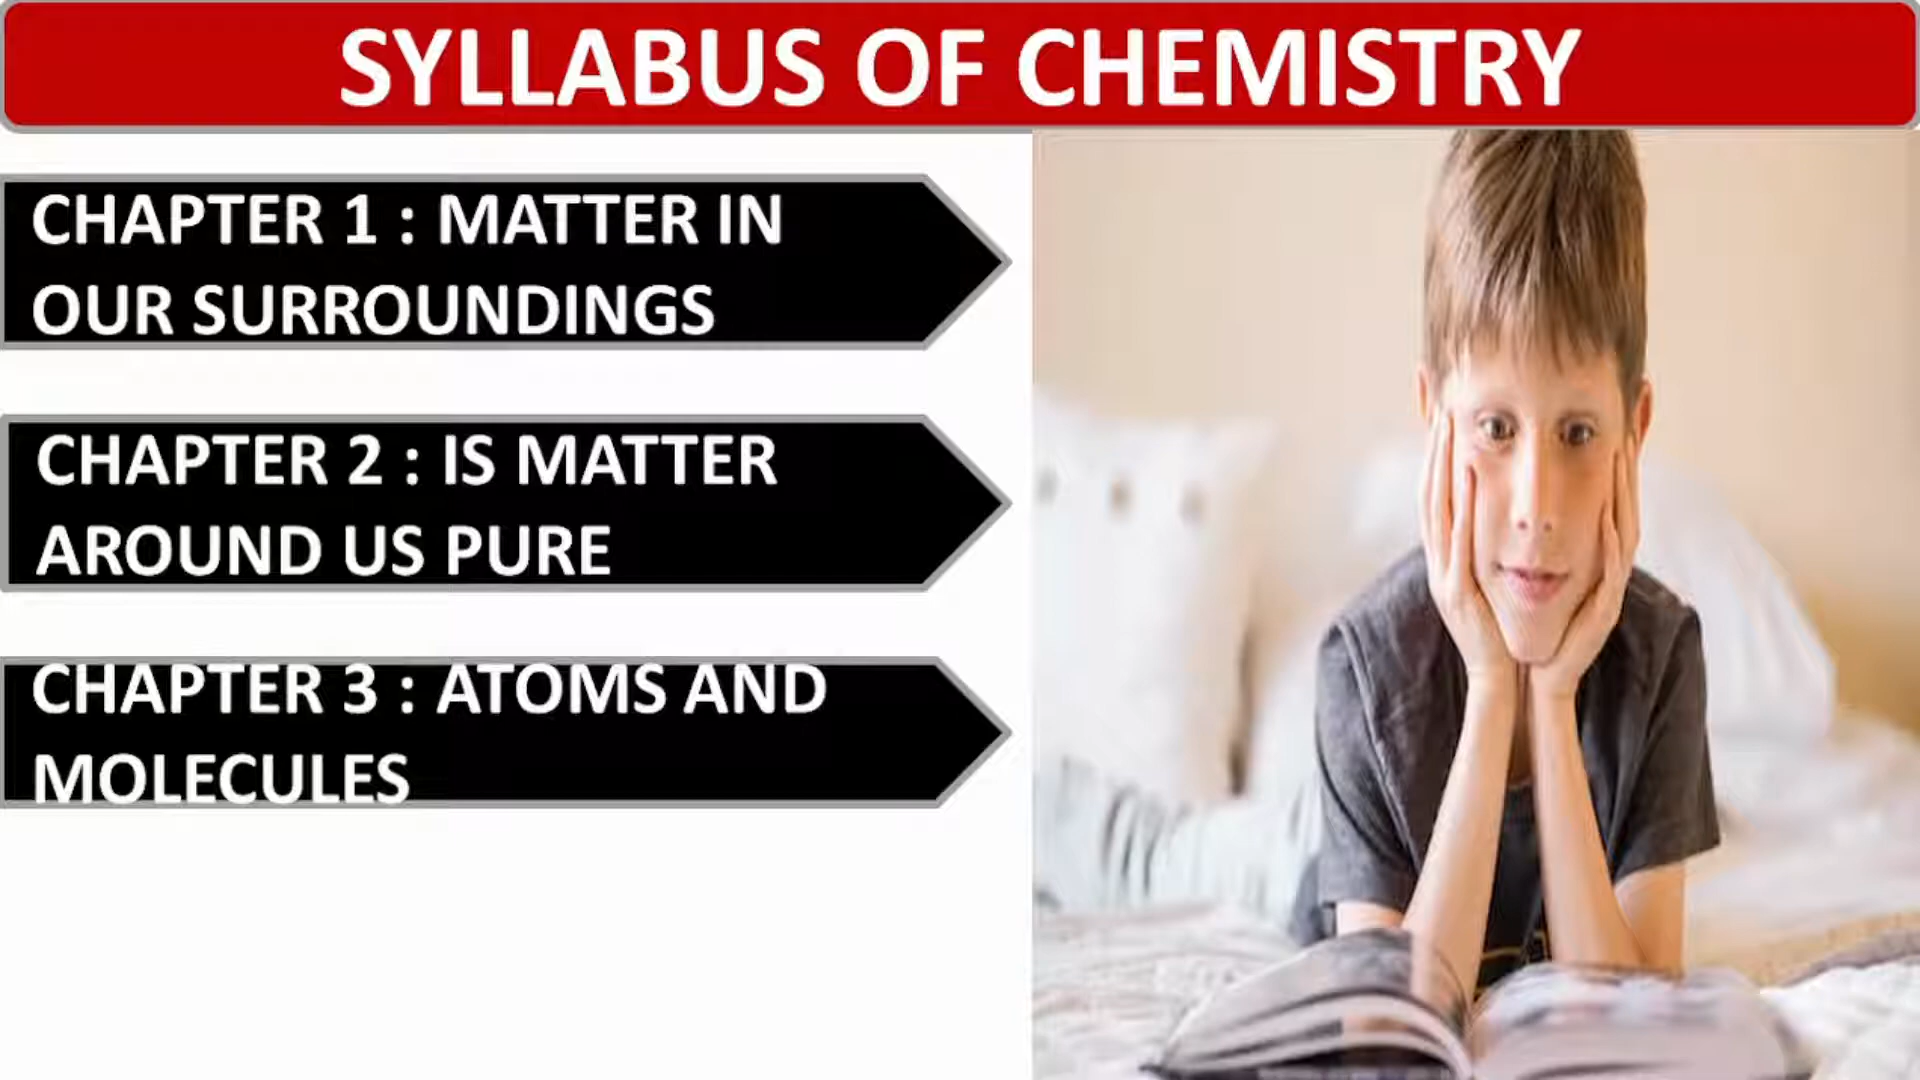 SYLLABUS OF CHEMISTRY
CHAPTER 1 : MATTER IN
OUR SURROUNDINGS
CHAPTER 2 : IS MATTER
AROUND US PURE
CHAPTER 3 : ATOMS AND
MOLECULES